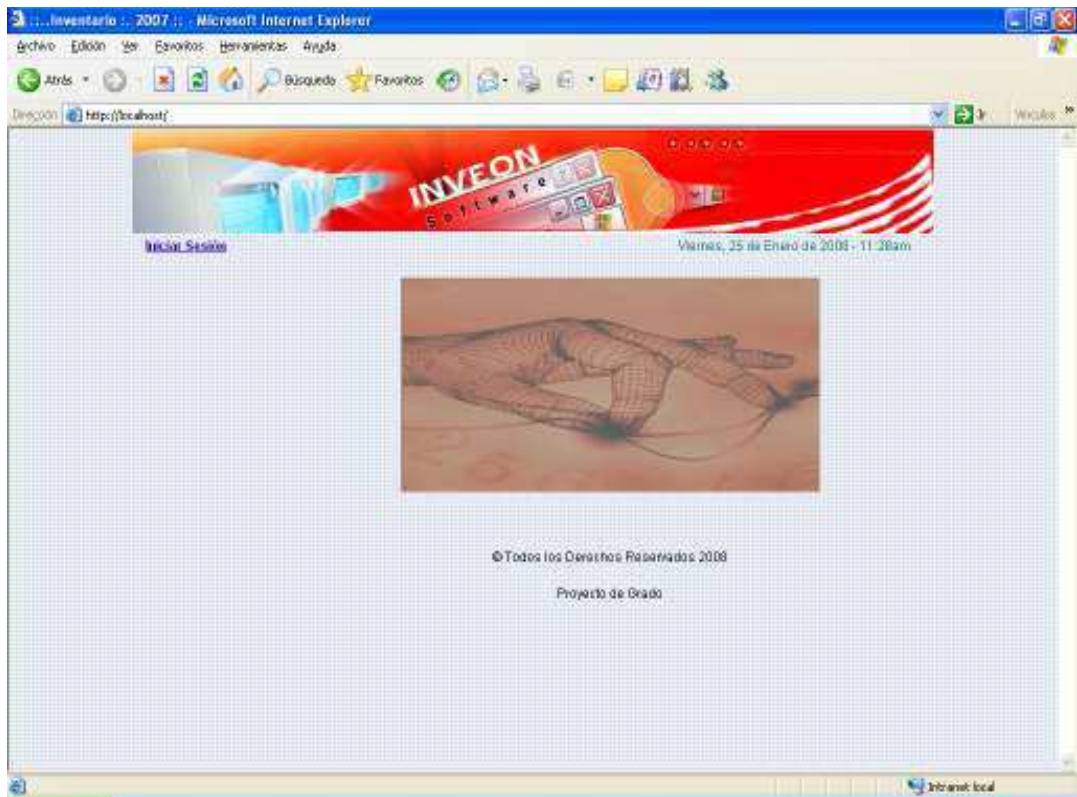 ::...Inventario :.. 2007 :: - Microsoft Internet Explorer
Archivo Edición Ver Favoritos Herramientas Ayuda
Atrás Búsqueda Favoritos
Dirección http://localhost/ Ir Vínculos
INVEON
Software
Iniciar Sesión
Viernes, 25 de Enero de 2008 - 11:28am
© Todos los Derechos Reservados 2008
Proyecto de Grado
Intranet local